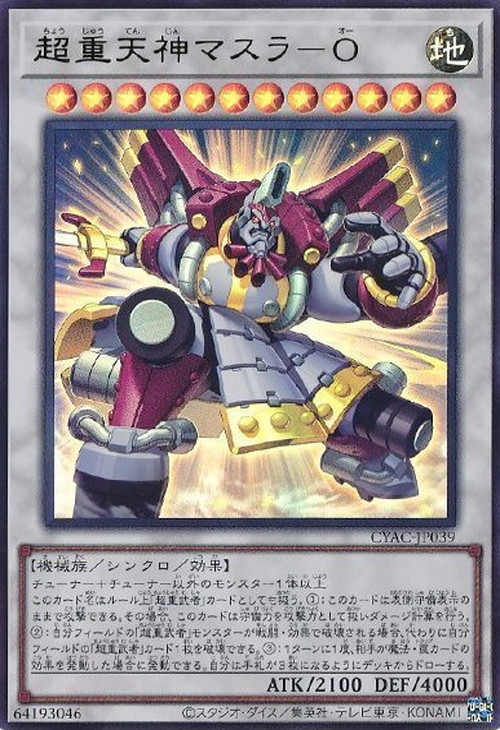 超重天神マスラ－O
地
CYAC-JP039
【機械族／シンクロ／効果】
チューナー＋チューナー以外のモンスター1体以上
このカード名はルール上「超重武者」カードとしても扱う。①：このカードは表側守備表示の
ままで攻撃できる。その場合、このカードは守備力を攻撃力として扱いダメージ計算を行う。
②：自分フィールドの「超重武者」モンスターが戦闘・効果で破壊される場合、代わりに自分
フィールドの「超重武者」カード1枚を破壊できる。③：1ターンに1度、相手が魔法・罠カードの
効果を発動した場合に発動できる。自分は手札が3枚になるようにデッキからドローする。
ATK/2100 DEF/4000
64193046
©スタジオ・ダイス／集英社・テレビ東京・KONAMI